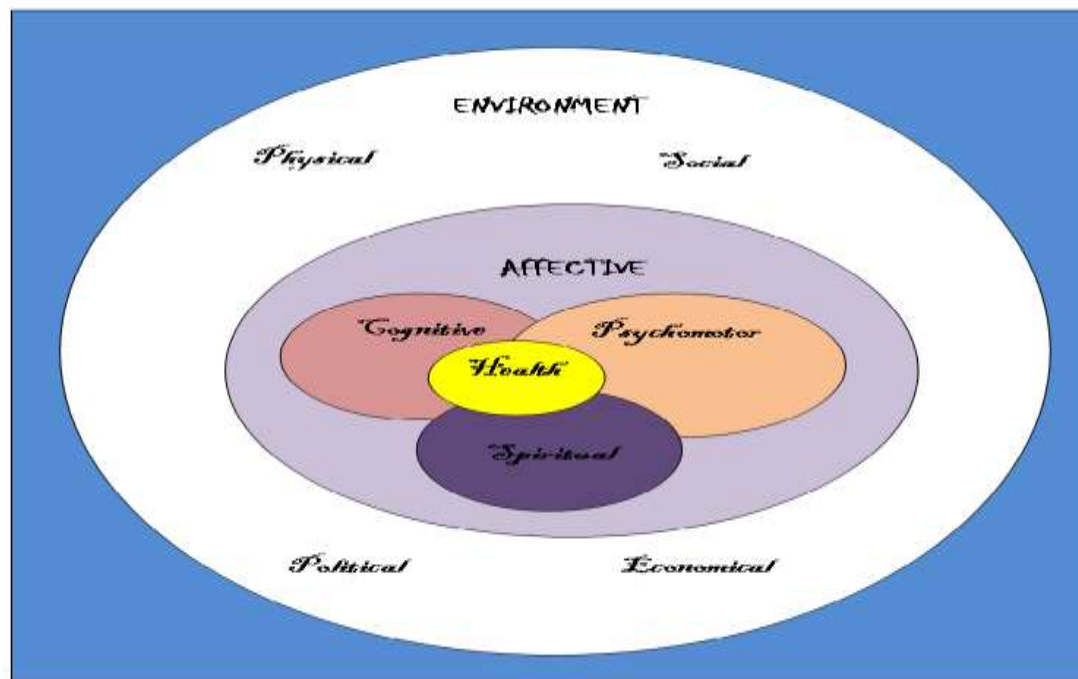 ENVIRONMENT
Physical Social
AFFECTIVE
Cognitive Psychomotor
Health
Spiritual
Political Economical